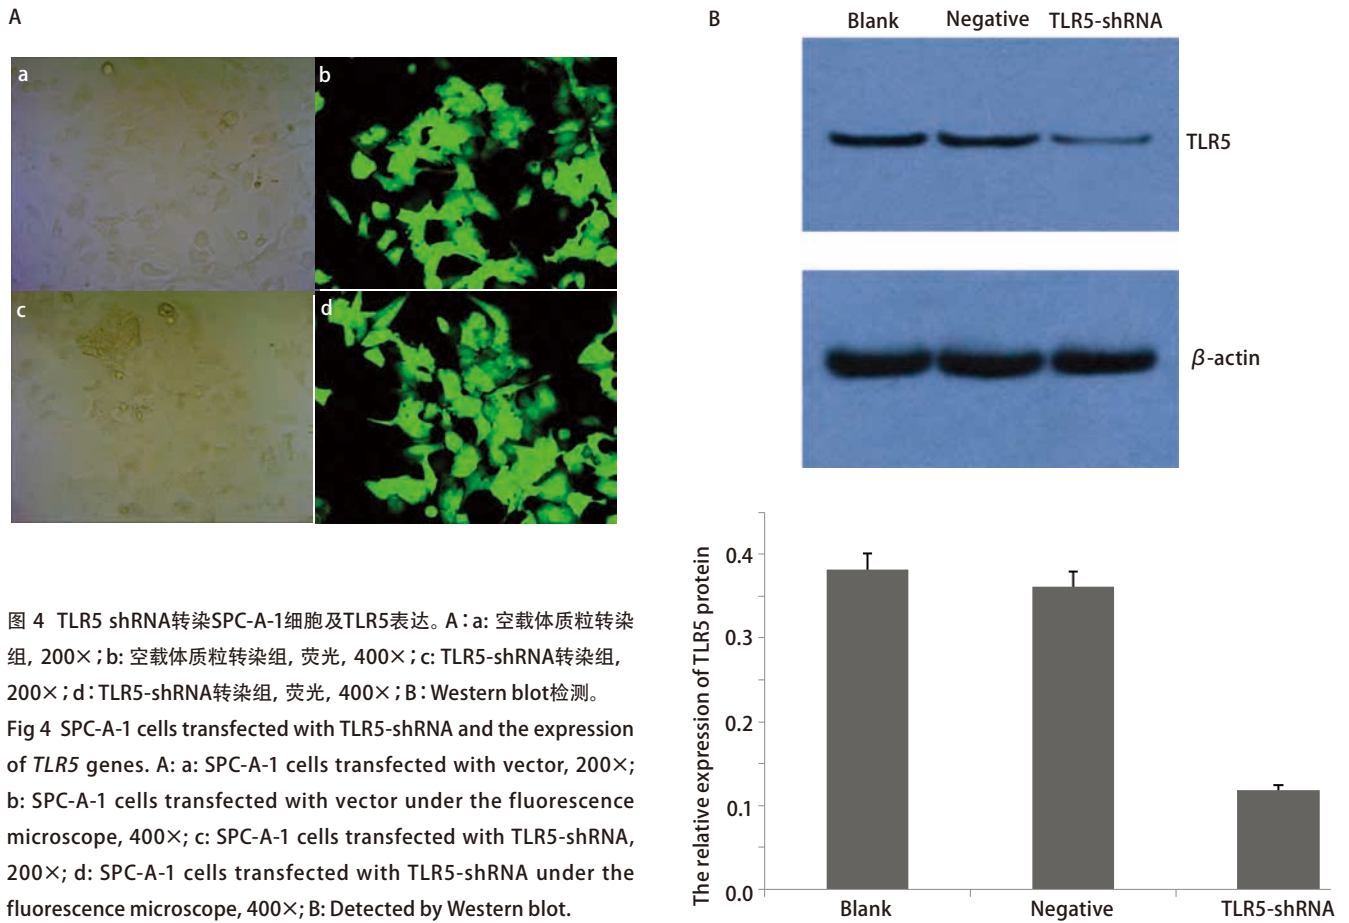 A
a
b
c
d
图 4 TLR5 shRNA转染SPC-A-1细胞及TLR5表达。A：a: 空载体质粒转染
组, 200×；b: 空载体质粒转染组, 荧光, 400×；c: TLR5-shRNA转染组,
200×；d：TLR5-shRNA转染组, 荧光, 400×；B：Western blot检测。
Fig 4 SPC-A-1 cells transfected with TLR5-shRNA and the expression
of TLR5 genes. A: a: SPC-A-1 cells transfected with vector, 200×;
b: SPC-A-1 cells transfected with vector under the fluorescence
microscope, 400×; c: SPC-A-1 cells transfected with TLR5-shRNA,
200×; d: SPC-A-1 cells transfected with TLR5-shRNA under the
fluorescence microscope, 400×; B: Detected by Western blot.
B
Blank Negative TLR5-shRNA
TLR5
β-actin
The relative expression of TLR5 protein
0.4
0.3
0.2
0.1
0.0
Blank Negative TLR5-shRNA